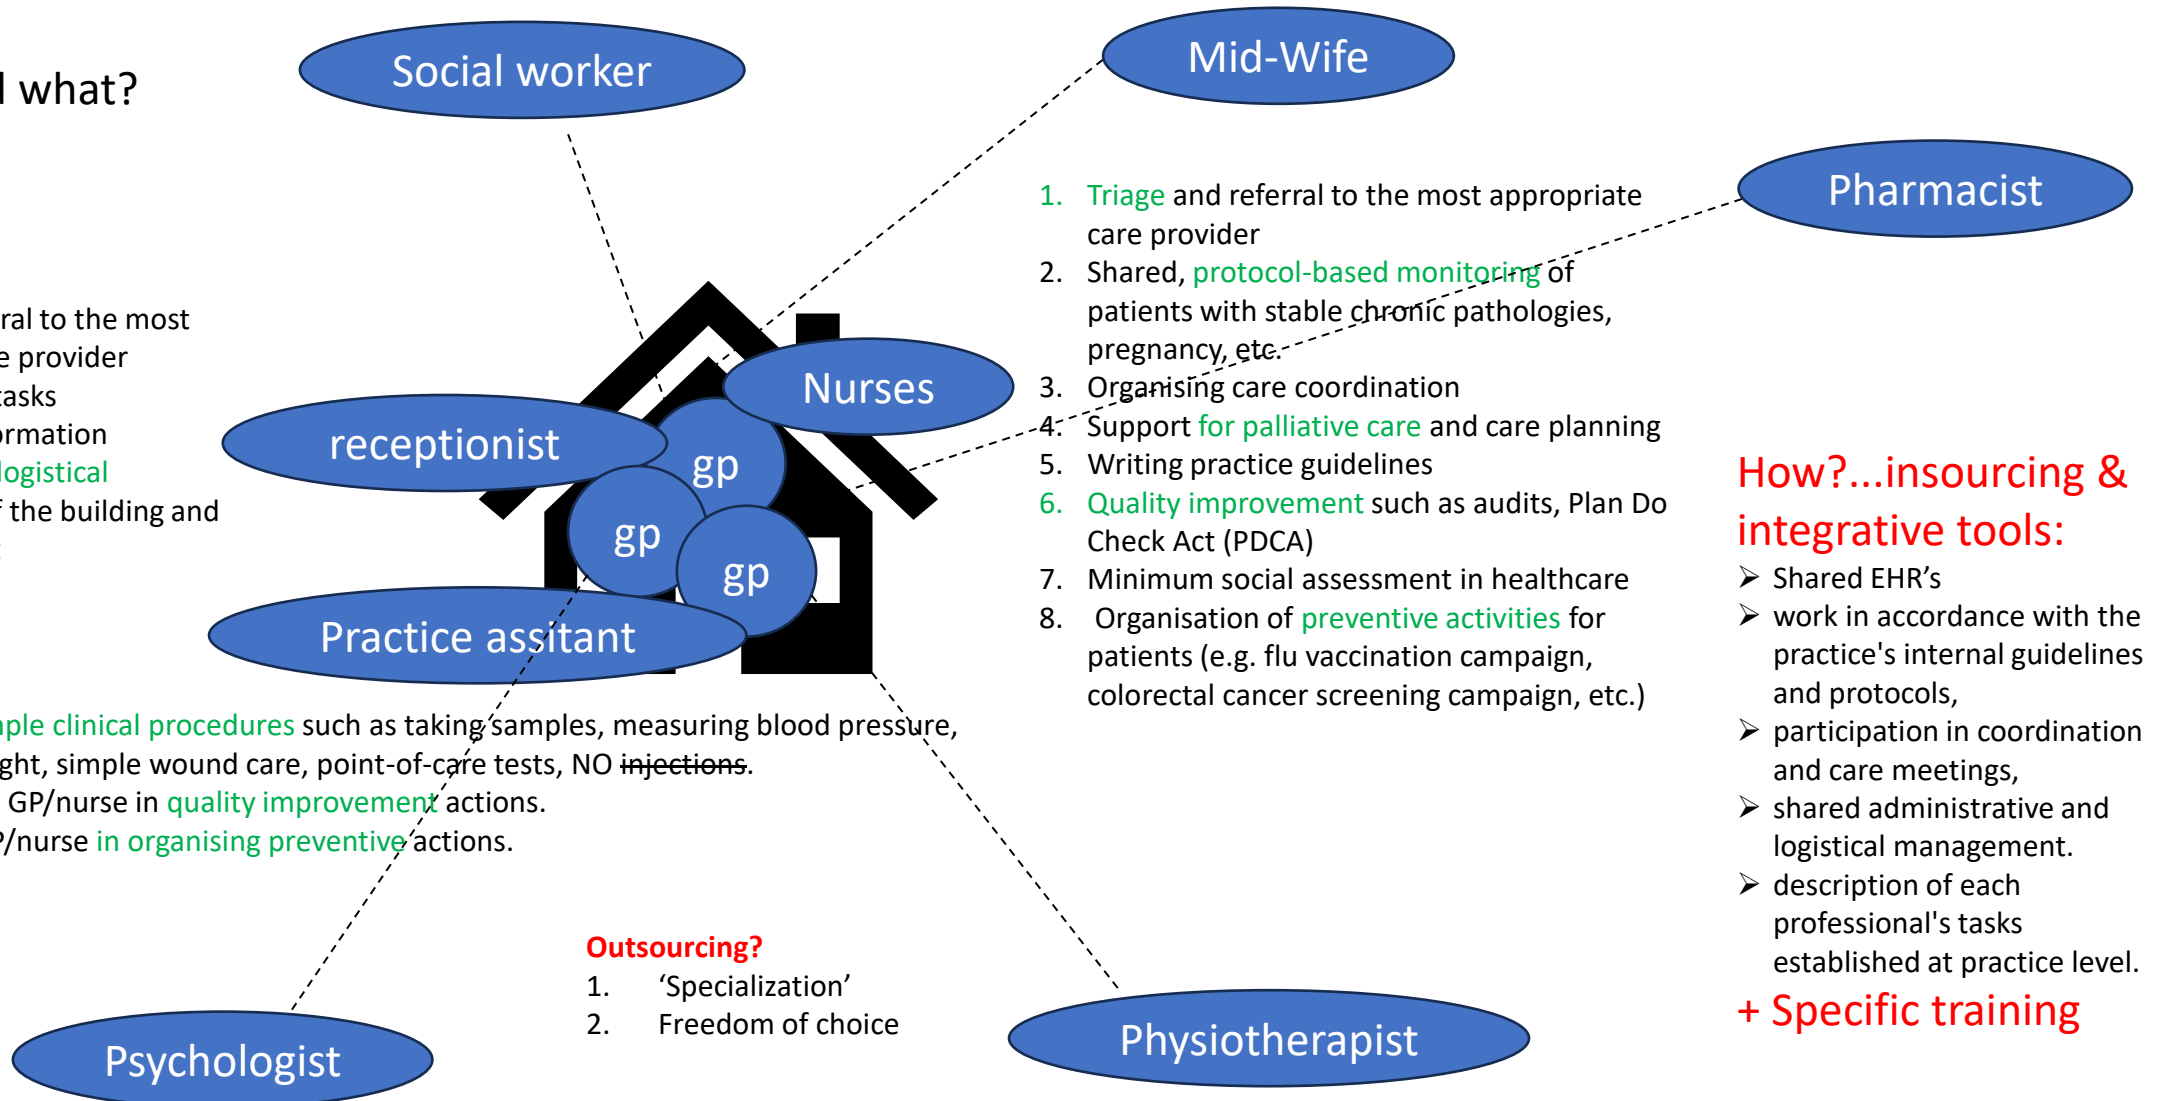 what?
Social worker
Mid-Wife
Pharmacist
to the most
provider
tasks
logistical
of the building and
receptionist
Nurses
gp
gp
gp
Practice assitant
1. Triage and referral to the most appropriate
care provider
2. Shared, protocol-based monitoring of
patients with stable chronic pathologies,
pregnancy, etc.
3. Organising care coordination
4. Support for palliative care and care planning
5. Writing practice guidelines
6. Quality improvement such as audits, Plan Do
Check Act (PDCA)
7. Minimum social assessment in healthcare
8. Organisation of preventive activities for
patients (e.g. flu vaccination campaign,
colorectal cancer screening campaign, etc.)
clinical procedures such as taking samples, measuring blood pressure,
simple wound care, point-of-care tests, NO injections.
GP/nurse in quality improvement actions.
/nurse in organising preventive actions.
Outsourcing?
1. ‘Specialization’
2. Freedom of choice
Psychologist
Physiotherapist
How?...insourcing &
integrative tools:
➢ Shared EHR’s
➢ work in accordance with the
practice's internal guidelines
and protocols,
➢ participation in coordination
and care meetings,
➢ shared administrative and
logistical management.
➢ description of each
professional's tasks
established at practice level.
+ Specific training